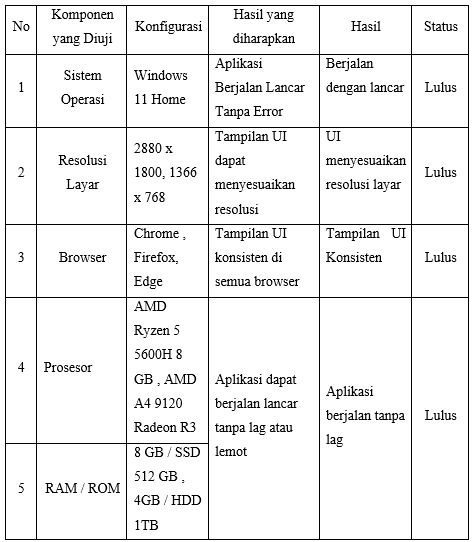 No
Komponen
yang Diuji
Konfigurasi
Hasil yang
diharapkan
Hasil
Status
1
Sistem
Operasi
Windows
11 Home
Aplikasi
Berjalan Lancar
Tanpa Error
Berjalan
dengan lancar
Lulus
2
Resolusi
Layar
2880 x
1800, 1366
x 768
Tampilan UI
dapat
menyesuaikan
resolusi
UI
menyesuaikan
resolusi layar
Lulus
3
Browser
Chrome ,
Firefox,
Edge
Tampilan UI
konsisten di
semua browser
Tampilan UI
Konsisten
Lulus
4
Prosesor
AMD
Ryzen 5
5600H 8
GB , AMD
A4 9120
Radeon R3
Aplikasi dapat
berjalan lancar
tanpa lag atau
lemot
Aplikasi
berjalan tanpa
lag
Lulus
5
RAM / ROM
8 GB / SSD
512 GB ,
4GB / HDD
1TB